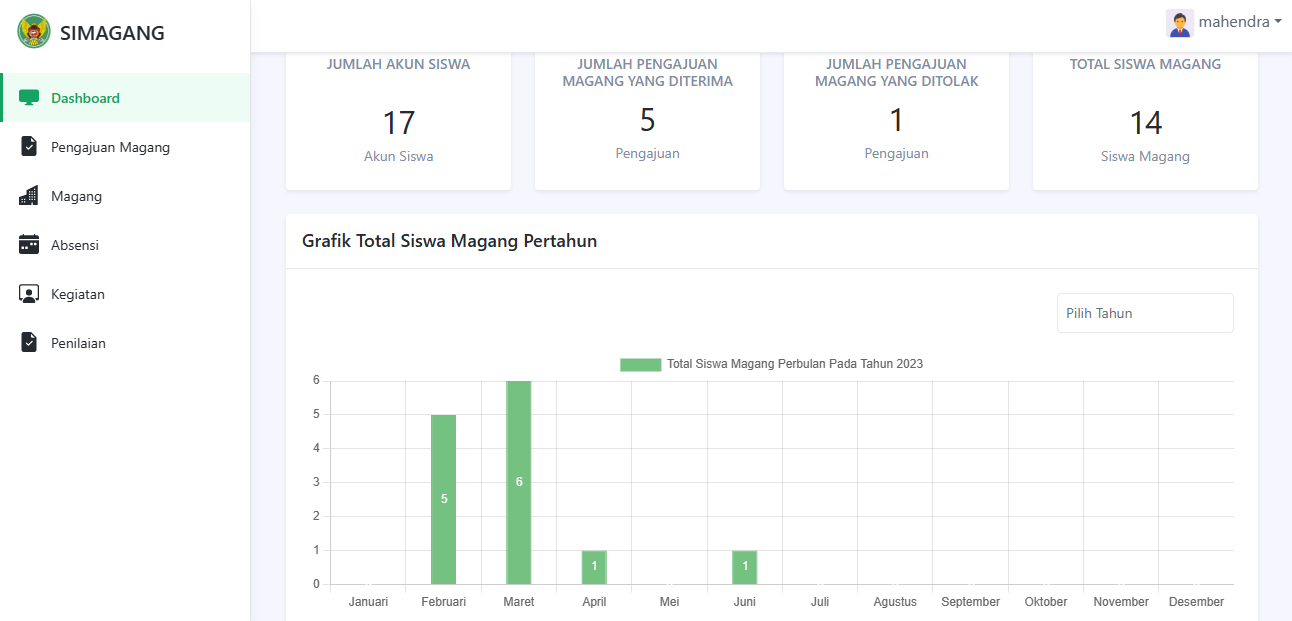 SIMAGANG
mahendra
Dashboard
Pengajuan Magang
Magang
Absensi
Kegiatan
Penilaian
JUMLAH AKUN SISWA
17
Akun Siswa
JUMLAH PENGAJUAN
MAGANG YANG DITERIMA
5
Pengajuan
JUMLAH PENGAJUAN
MAGANG YANG DITOLAK
1
Pengajuan
TOTAL SISWA MAGANG
14
Siswa Magang
Grafik Total Siswa Magang Pertahun
Pilih Tahun
Total Siswa Magang Perbulan Pada Tahun 2023
6
5
4
3
2
1
0
5
6
1
1
Januari Februari Maret April Mei Juni Juli Agustus September Oktober November Desember